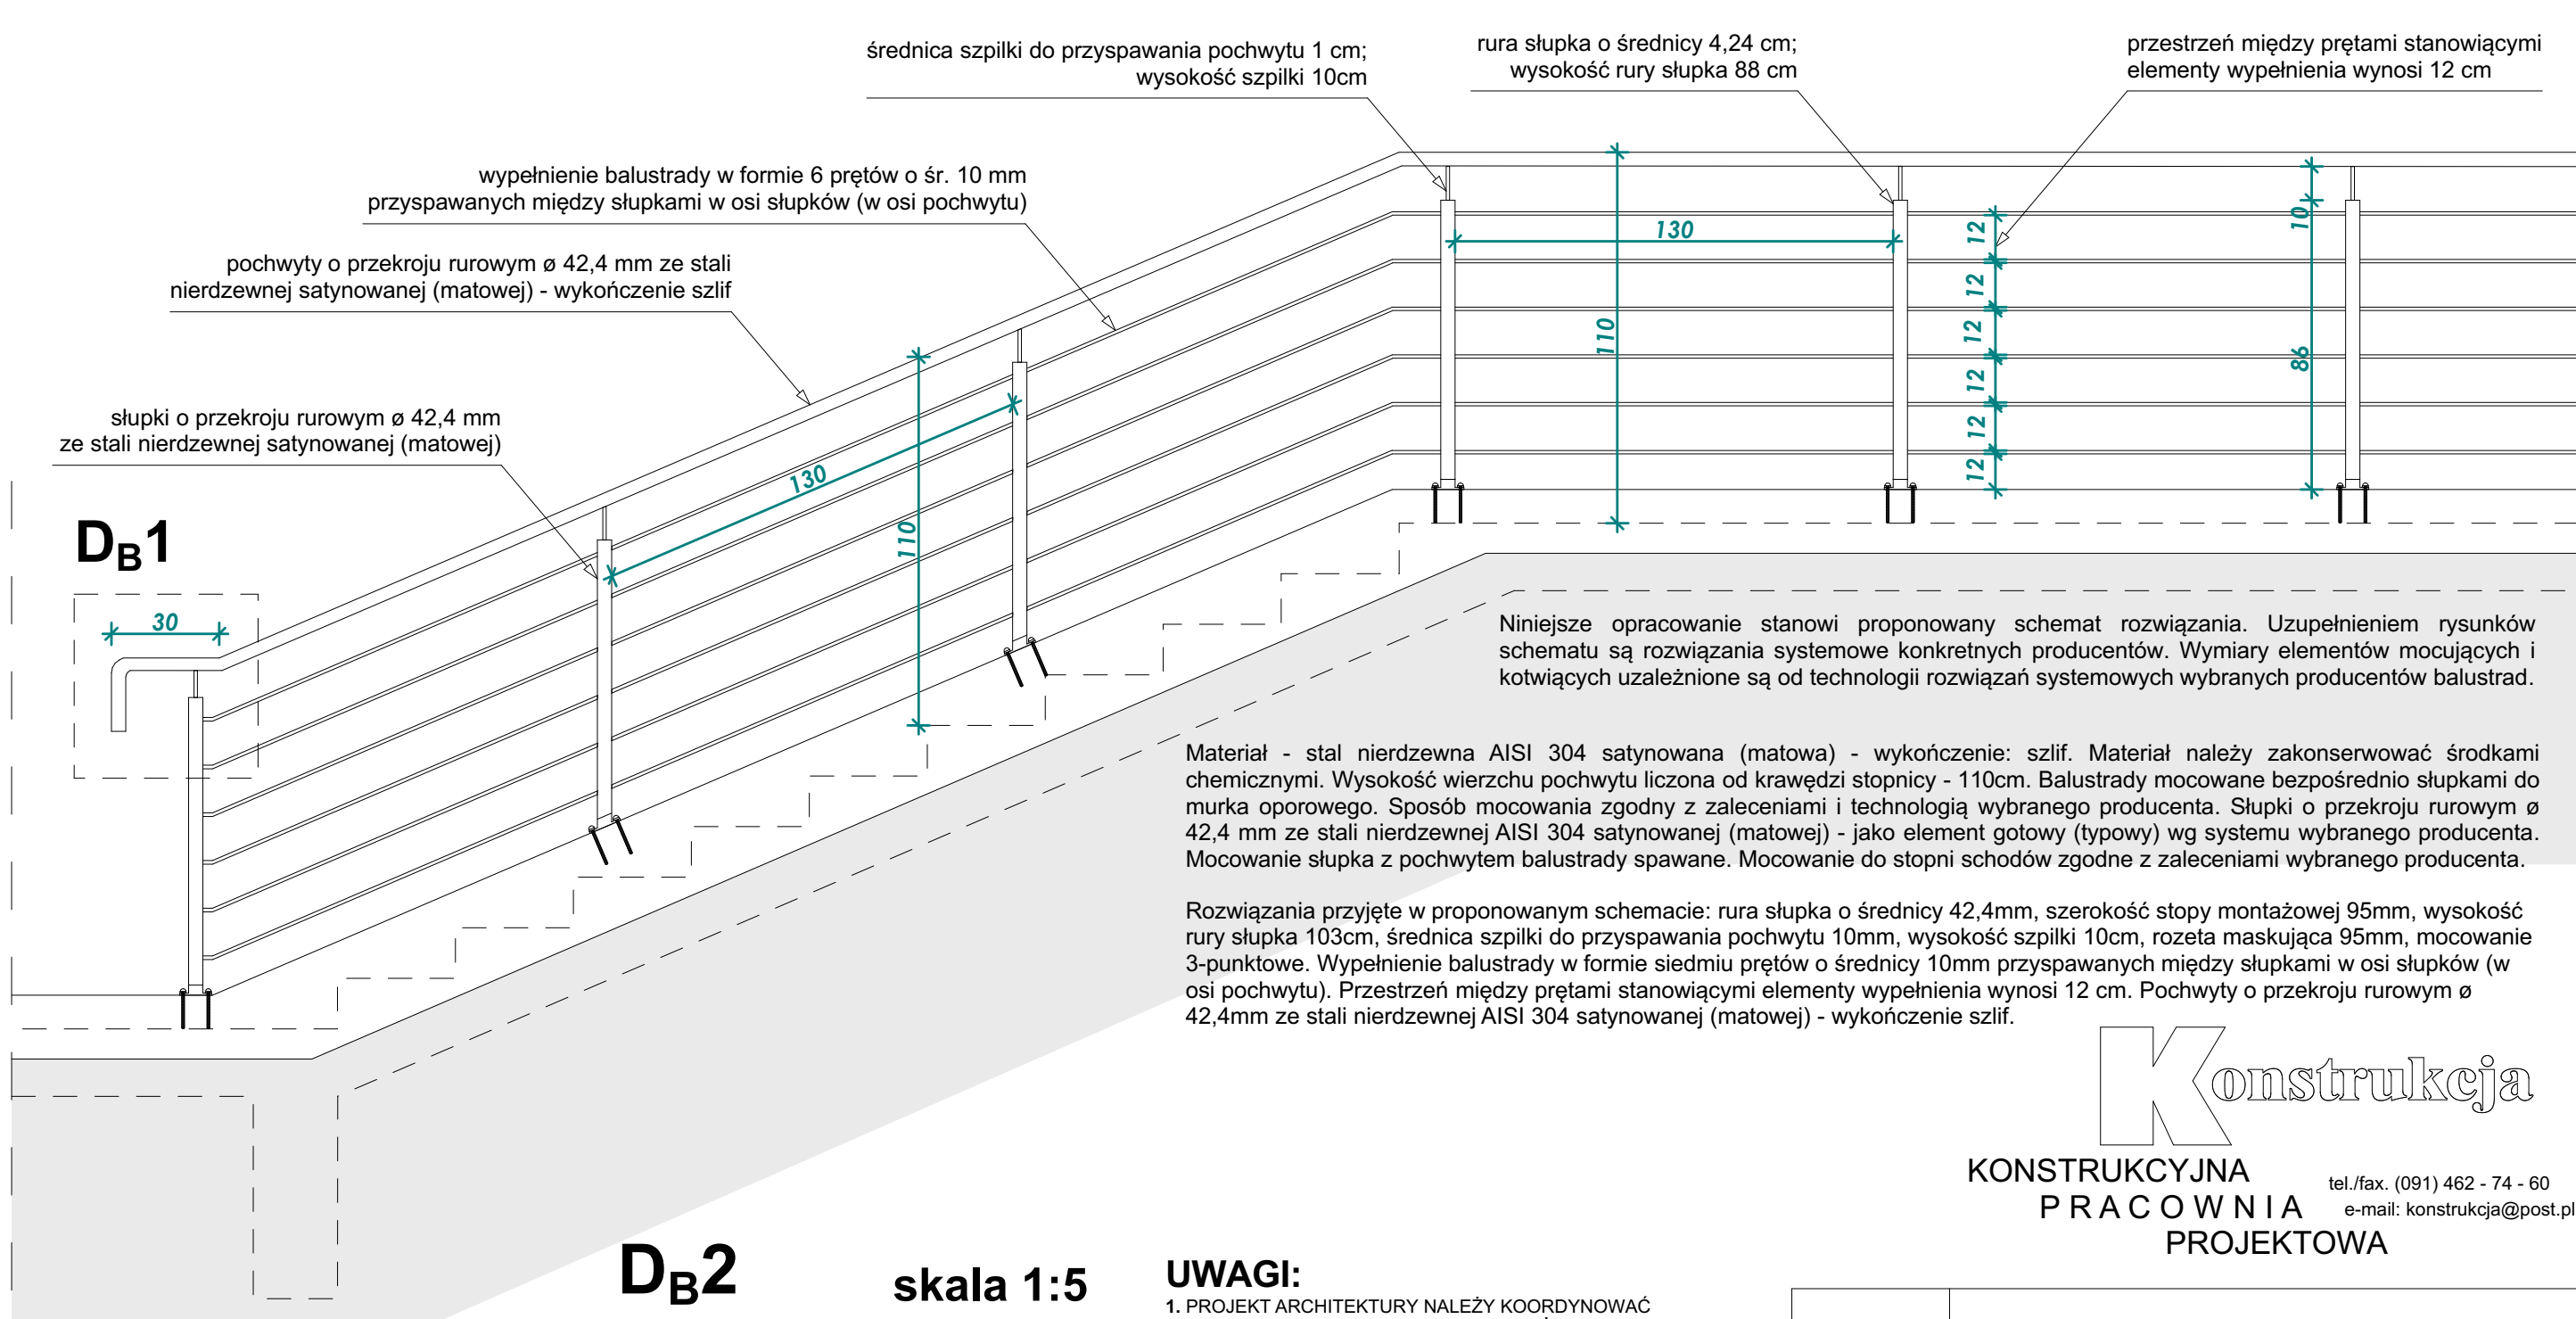 średnica szpilki do przyspawania pochwytu 1 cm;
wysokość szpilki 10cm
rura słupka o średnicy 4,24 cm;
wysokość rury słupka 88 cm
przestrzeń między prętami stanowiącymi
elementy wypełnienia wynosi 12 cm
wypełnienie balustrady w formie 6 prętów o śr. 10 mm
przyspawanych między słupkami w osi słupków (w osi pochwytu)
pochwyty o przekroju rurowym ø 42,4 mm ze stali
nierdzewnej satynowanej (matowej) - wykończenie szlif
słupki o przekroju rurowym ø 42,4 mm
ze stali nierdzewnej satynowanej (matowej)
130
12
12
12
12
12
12
10
86
110
130
110
DB1
30
Niniejsze opracowanie stanowi proponowany schemat rozwiązania. Uzupełnieniem rysunków
schematu są rozwiązania systemowe konkretnych producentów. Wymiary elementów mocujących i
kotwiących uzależnione są od technologii rozwiązań systemowych wybranych producentów balustrad.
Materiał - stal nierdzewna AISI 304 satynowana (matowa) - wykończenie: szlif. Materiał należy zakonserwować środkami
chemicznymi. Wysokość wierzchu pochwytu liczona od krawędzi stopnicy - 110cm. Balustrady mocowane bezpośrednio słupkami do
murka oporowego. Sposób mocowania zgodny z zaleceniami i technologią wybranego producenta. Słupki o przekroju rurowym ø
42,4 mm ze stali nierdzewnej AISI 304 satynowanej (matowej) - jako element gotowy (typowy) wg systemu wybranego producenta.
Mocowanie słupka z pochwytem balustrady spawane. Mocowanie do stopni schodów zgodne z zaleceniami wybranego producenta.
Rozwiązania przyjęte w proponowanym schemacie: rura słupka o średnicy 42,4mm, szerokość stopy montażowej 95mm, wysokość
rury słupka 103cm, średnica szpilki do przyspawania pochwytu 10mm, wysokość szpilki 10cm, rozeta maskująca 95mm, mocowanie
3-punktowe. Wypełnienie balustrady w formie siedmiu prętów o średnicy 10mm przyspawanych między słupkami w osi słupków (w
osi pochwytu). Przestrzeń między prętami stanowiącymi elementy wypełnienia wynosi 12 cm. Pochwyty o przekroju rurowym ø
42,4mm ze stali nierdzewnej AISI 304 satynowanej (matowej) - wykończenie szlif.
Konstrukcja
KONSTRUKCYJNA
PRACOWNIA
PROJEKTOWA
tel./fax. (091) 462 - 74 - 60
e-mail: konstrukcja@post.pl
DB2
skala 1:5
UWAGI:
1. PROJEKT ARCHITEKTURY NALEŻY KOORDYNOWAĆ